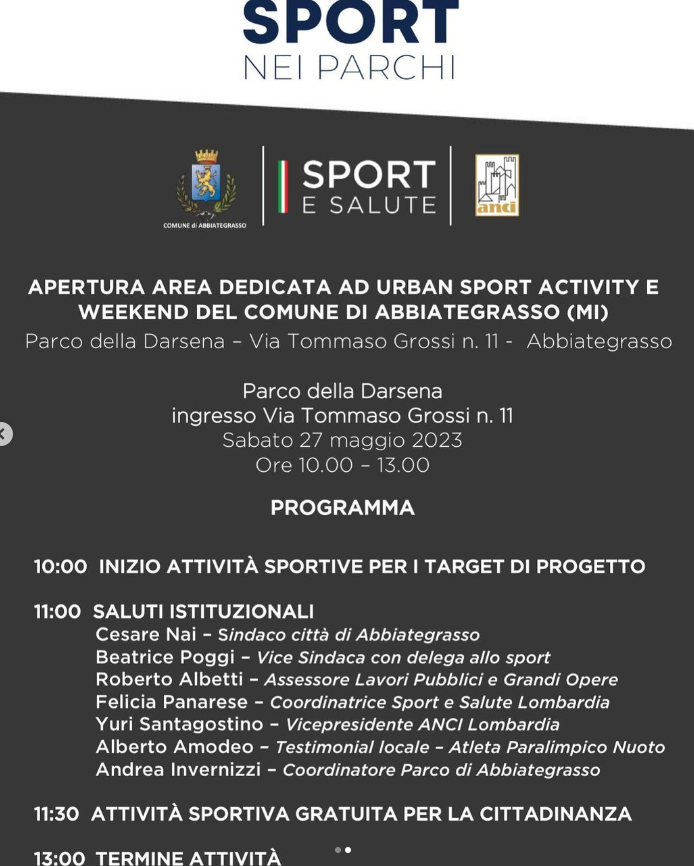 SPORT
NEI PARCHI
COMUNE di ABBIATEGRASSO
SPORT
E SALUTE
anci
APERTURA AREA DEDICATA AD URBAN SPORT ACTIVITY E
WEEKEND DEL COMUNE DI ABBIATEGRASSO (MI)
Parco della Darsena – Via Tommaso Grossi n. 11 - Abbiategrasso
Parco della Darsena
ingresso Via Tommaso Grossi n. 11
Sabato 27 maggio 2023
Ore 10.00 – 13.00
PROGRAMMA
10:00 INIZIO ATTIVITÀ SPORTIVE PER I TARGET DI PROGETTO
11:00 SALUTI ISTITUZIONALI
Cesare Nai – Sindaco città di Abbiategrasso
Beatrice Poggi – Vice Sindaca con delega allo sport
Roberto Albetti – Assessore Lavori Pubblici e Grandi Opere
Felicia Panarese – Coordinatrice Sport e Salute Lombardia
Yuri Santagostino – Vicepresidente ANCI Lombardia
Alberto Amodeo – Testimonial locale – Atleta Paralimpico Nuoto
Andrea Invernizzi – Coordinatore Parco di Abbiategrasso
11:30 ATTIVITÀ SPORTIVA GRATUITA PER LA CITTADINANZA
13:00 TERMINE ATTIVITÀ